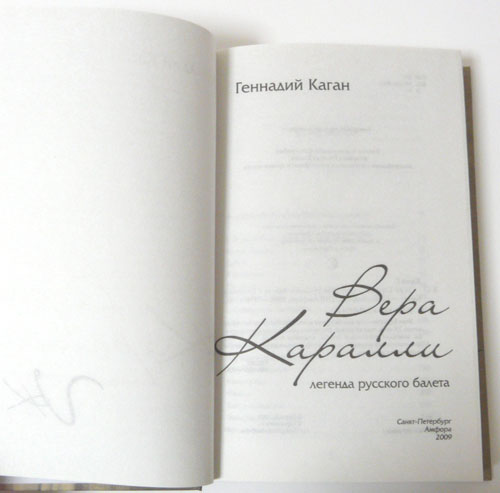 Геннадий Каган
Вера
Каралли
легенда русского балета
Санкт-Петербург
Амфора
2009